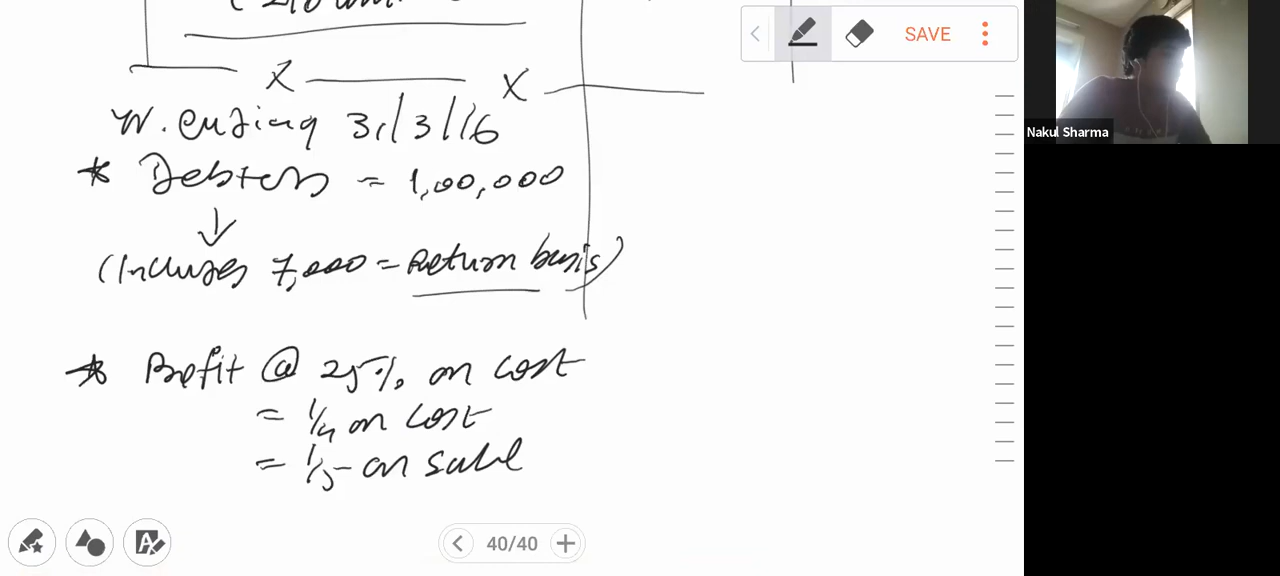 SAVE
Nakul Sharma
W. ending 31/3/16
* Debtors = 1,00,000
(Includes 7,000 = Return basis)
* Profit @ 25% on cost
= 1/4 on cost
= 1/5 on sale
40/40